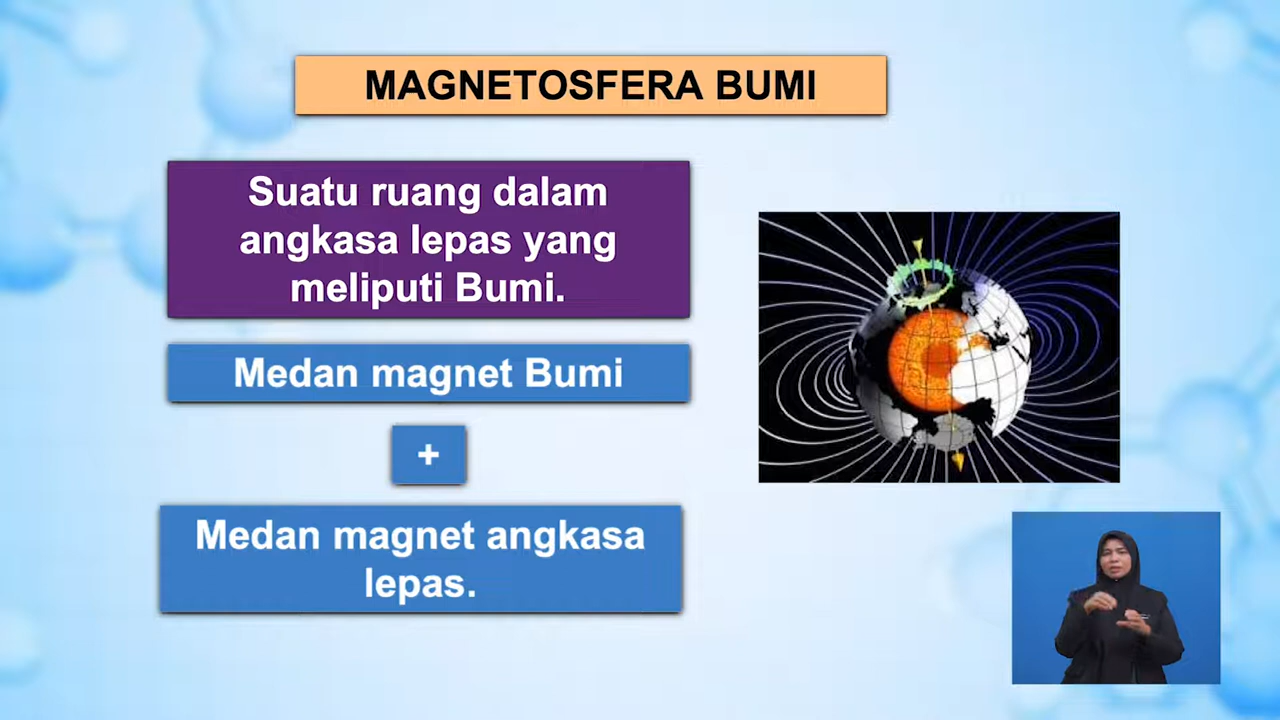 MAGNETOSFERA BUMI
Suatu ruang dalam
angkasa lepas yang
meliputi Bumi.
Medan magnet Bumi
+
Medan magnet angkasa
lepas.